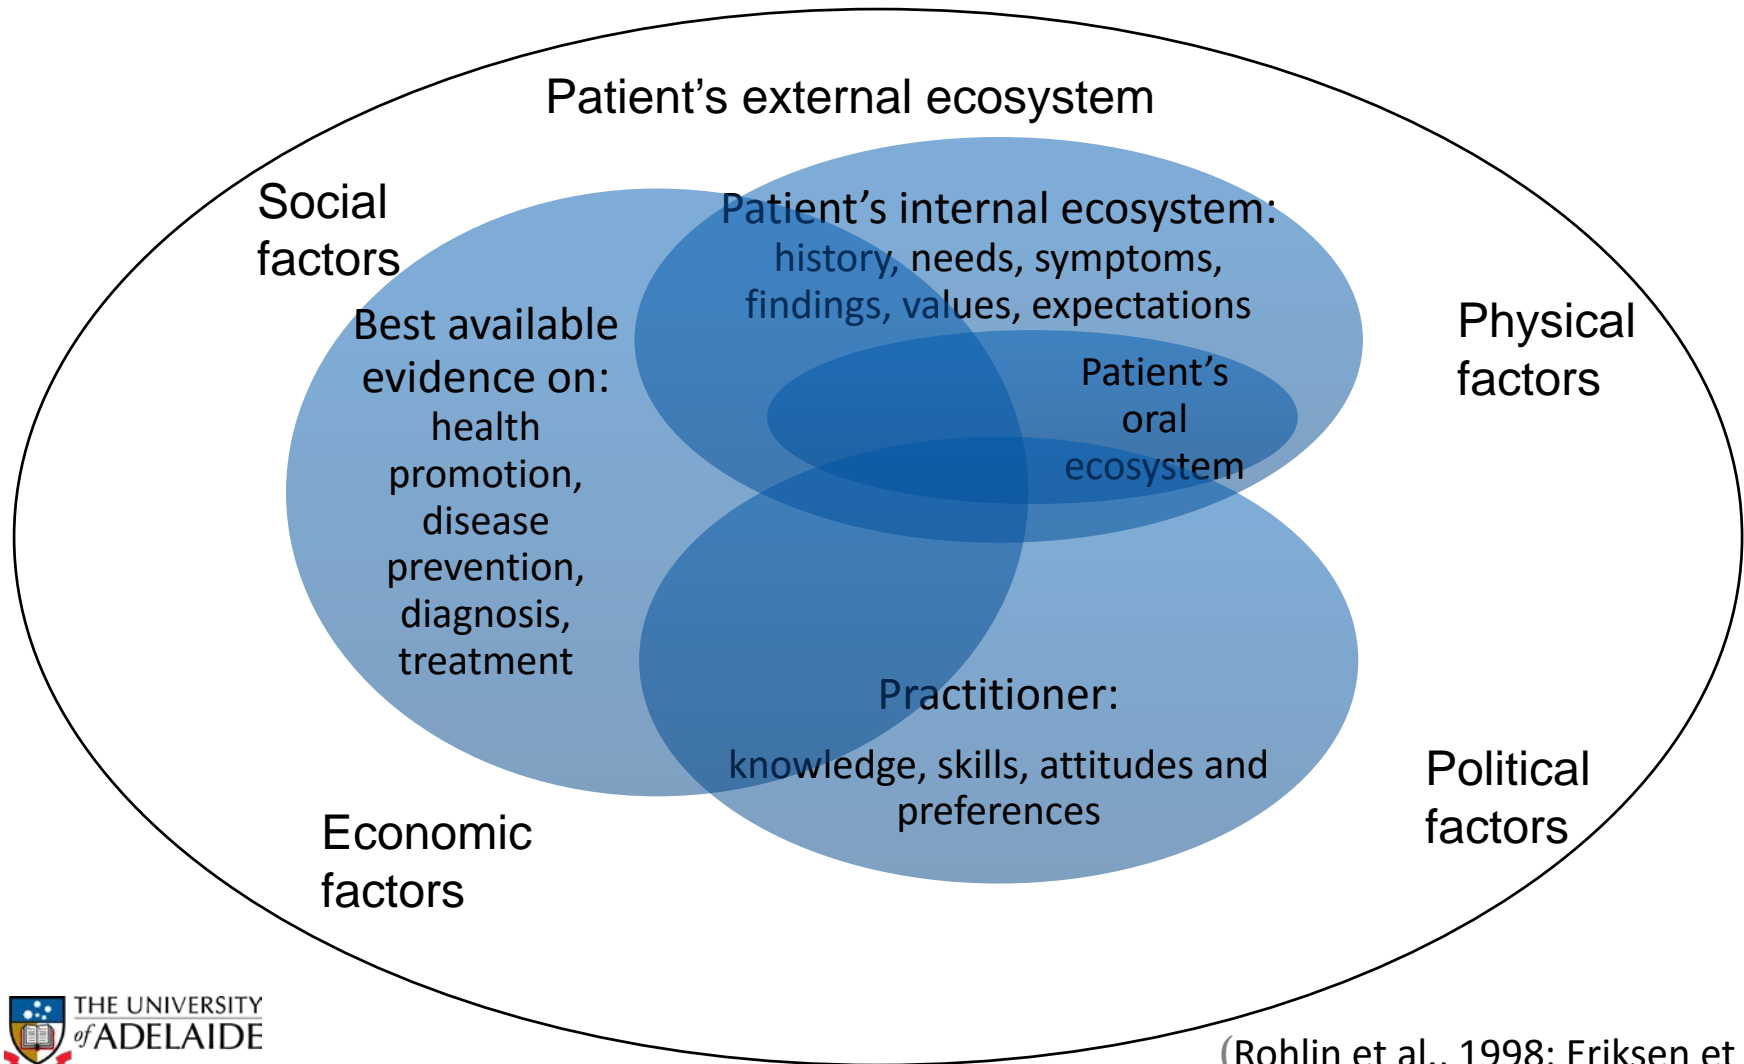 Patient’s external ecosystem
Social
factors
Patient’s internal ecosystem:
history, needs, symptoms,
findings, values, expectations
Best available
evidence on:
health
promotion,
disease
prevention,
diagnosis,
treatment
Patient’s
oral
ecosystem
Physical
factors
Practitioner:
knowledge, skills, attitudes and
preferences
Political
factors
Economic
factors
THE UNIVERSITY
of ADELAIDE
(Rohlin et al., 1998; Eriksen et